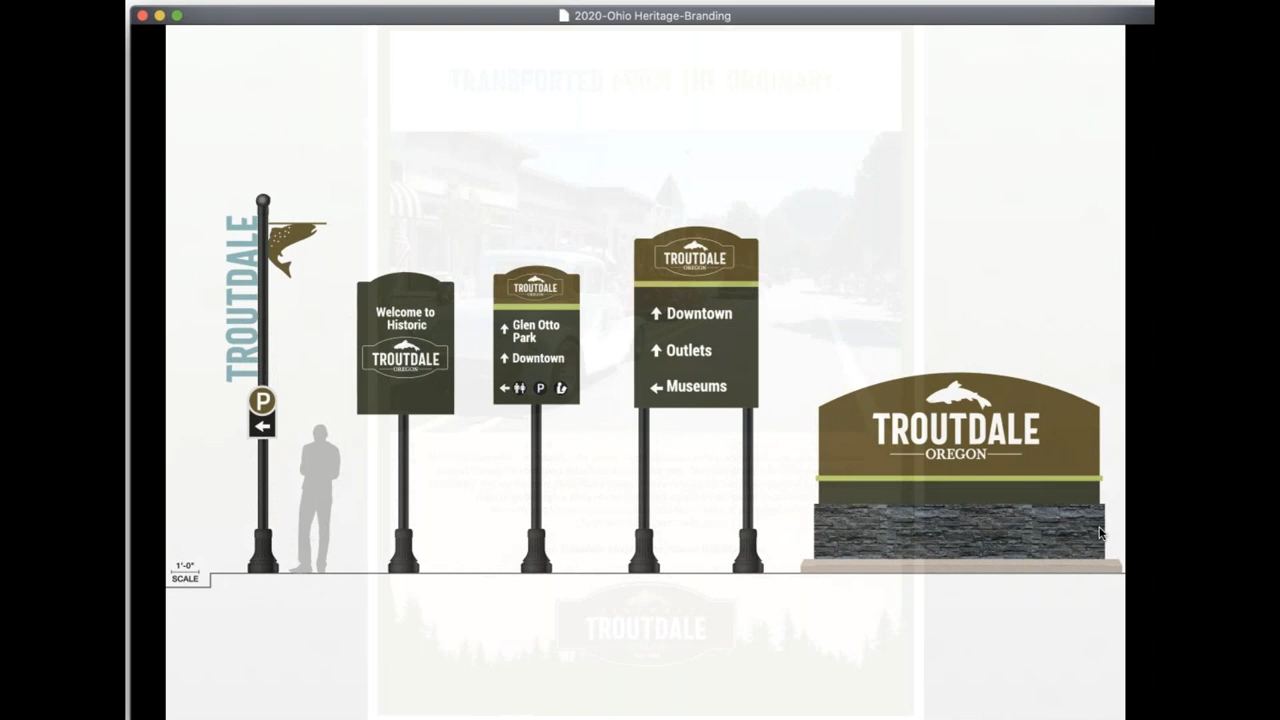 2020-Ohio Heritage-Branding
TRANSPORTED FROM THE ORDINARY
TROUTDALE
P
Welcome to
Historic
TROUTDALE
OREGON
TROUTDALE
OREGON
Glen Otto
Park
Downtown
P
TROUTDALE
OREGON
Downtown
Outlets
Museums
TROUTDALE
OREGON
1'-0"
SCALE
TROUTDALE